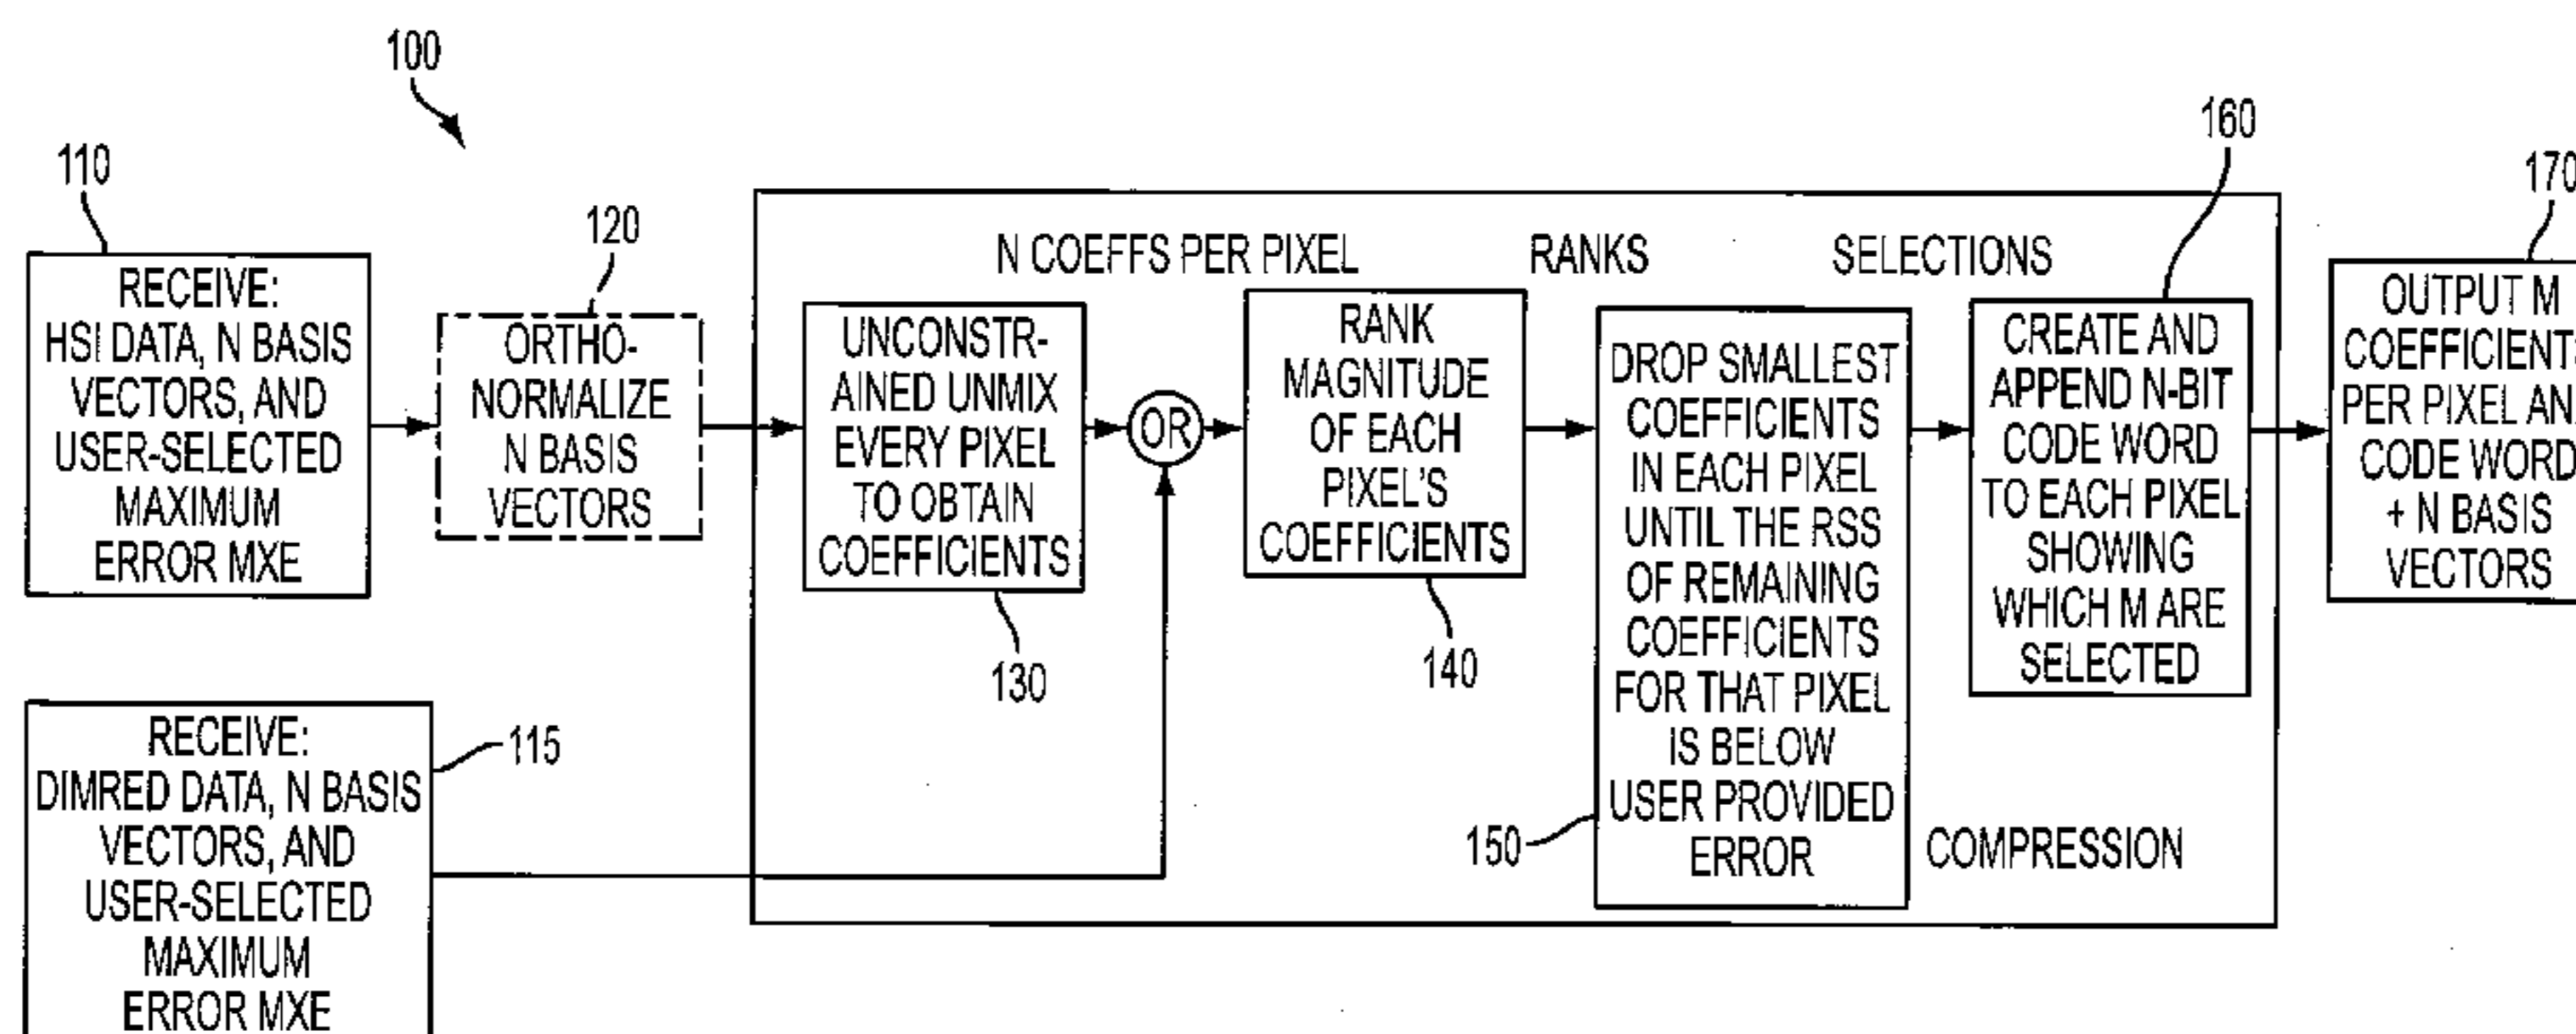 100
110
RECEIVE:
HSI DATA, N BASIS
VECTORS, AND
USER-SELECTED
MAXIMUM
ERROR MXE
120
ORTHO-
NORMALIZE
N BASIS
VECTORS
N COEFFS PER PIXEL
RANKS
SELECTIONS
UNCONSTR-
AINED UNMIX
EVERY PIXEL
TO OBTAIN
COEFFICIENTS
130
OR
RANK
MAGNITUDE
OF EACH
PIXEL'S
COEFFICIENTS
140
DROP SMALLEST
COEFFICIENTS
IN EACH PIXEL
UNTIL THE RSS
OF REMAINING
COEFFICIENTS
FOR THAT PIXEL
IS BELOW
USER PROVIDED
ERROR
150
160
CREATE AND
APPEND N-BIT
CODE WORD
TO EACH PIXEL
SHOWING
WHICH M ARE
SELECTED
COMPRESSION
170
OUTPUT M
COEFFICIENTS
PER PIXEL AND
CODE WORD
+ N BASIS
VECTORS
RECEIVE:
DIMRED DATA, N BASIS
VECTORS, AND
USER-SELECTED
MAXIMUM
ERROR MXE
115